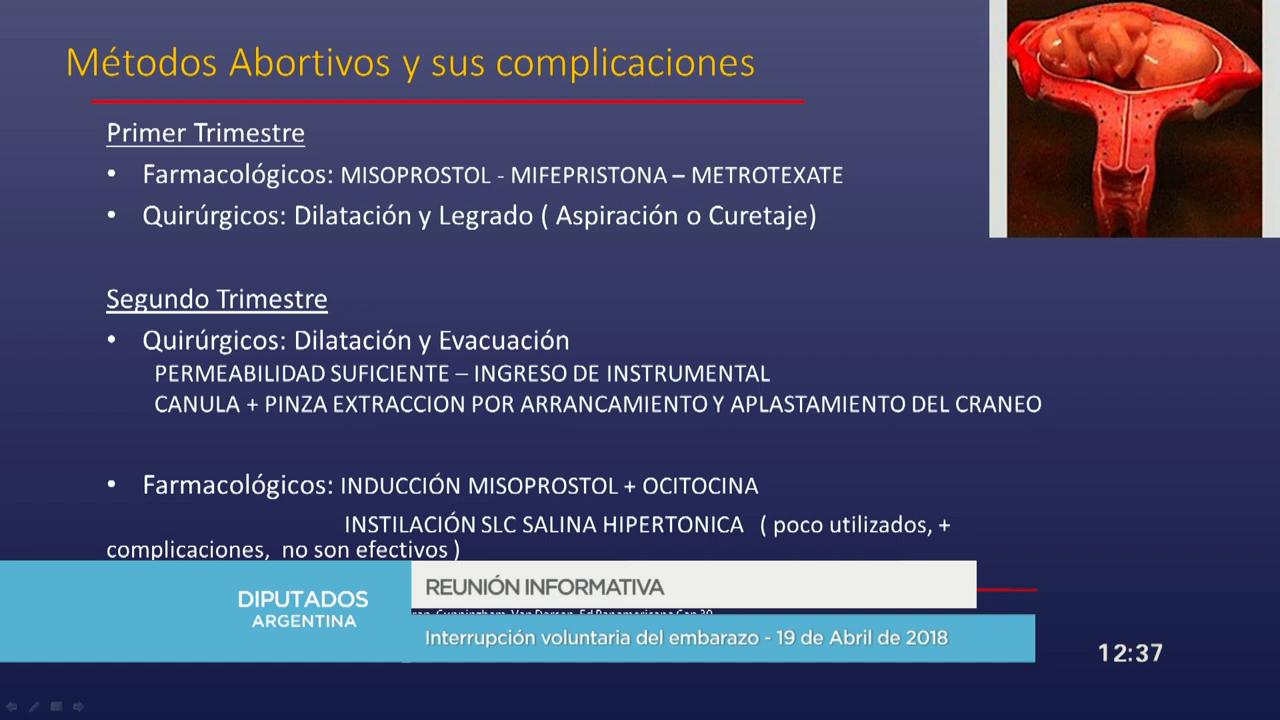 Métodos Abortivos y sus complicaciones
Primer Trimestre
• Farmacológicos: MISOPROSTOL - MIFEPRISTONA – METROTEXATE
• Quirúrgicos: Dilatación y Legrado ( Aspiración o Curetaje)
Segundo Trimestre
• Quirúrgicos: Dilatación y Evacuación
PERMEABILIDAD SUFICIENTE – INGRESO DE INSTRUMENTAL
CANULA + PINZA EXTRACCION POR ARRANCAMIENTO Y APLASTAMIENTO DEL CRANEO
• Farmacológicos: INDUCCIÓN MISOPROSTOL + OCITOCINA
INSTILACIÓN SLC SALINA HIPERTONICA ( poco utilizados, +
complicaciones, no son efectivos )
DIPUTADOS
ARGENTINA
REUNIÓN INFORMATIVA
Interrupción voluntaria del embarazo - 19 de Abril de 2018
12:37